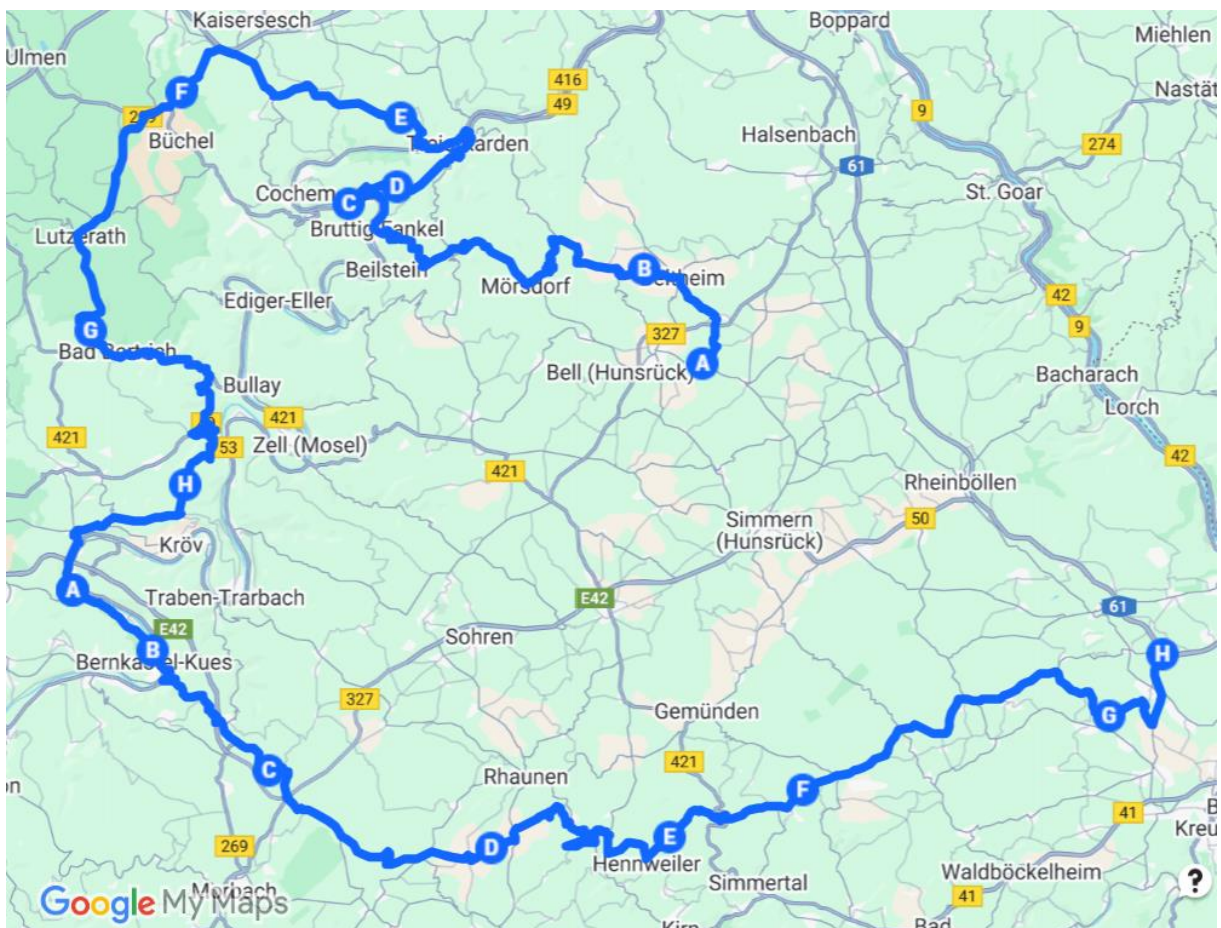 Kaisersesch
Boppard
Miehlen
Ulmen
F
416
49
9
Nastät
E
Büchel
Halsenbach
61
274
Cochem
D
C
St. Goar
Lutzerath
Bruttig-Fankel
Beilstein
B
Mörsdorf
42
Ediger-Eller
9
G
327
A
Bell (Hunsrück)
Bacharach
Bullay
Lorch
421
421
53
Zell (Mosel)
421
42
H
Rheinböllen
50
Simmern
(Hunsrück)
Kröv
A
Traben-Trarbach
E42
61
E42
Sohren
B
H
327
Gemünden
G
C
421
Rhaunen
F
41
D
E
269
Hennweiler
Waldböckelheim
Simmertal
41
?
Google My Maps